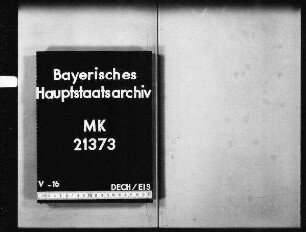 Bayerisches
Hauptstaatsarchiv
MK
21373
V -16 DECH/EIS